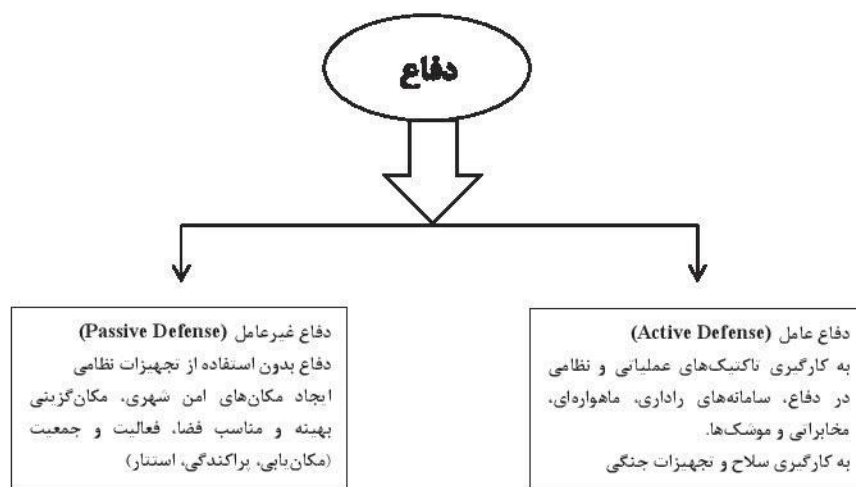 دفاع
دفاع عامل (Active Defense)
به کارگیری تاکتیک‌های عملیاتی و نظامی
در دفاع، سامانه‌های راداری، ماهواره‌ای،
مخابراتی و موشک‌ها.
به کارگیری سلاح و تجهیزات جنگی
دفاع غیرعامل (Passive Defense)
دفاع بدون استفاده از تجهیزات نظامی
ایجاد مکان‌های امن شهری، مکان‌گزینی
بهینه و مناسب فضا، فعالیت و جمعیت
(مکان‌یابی، پراکندگی، استتار)